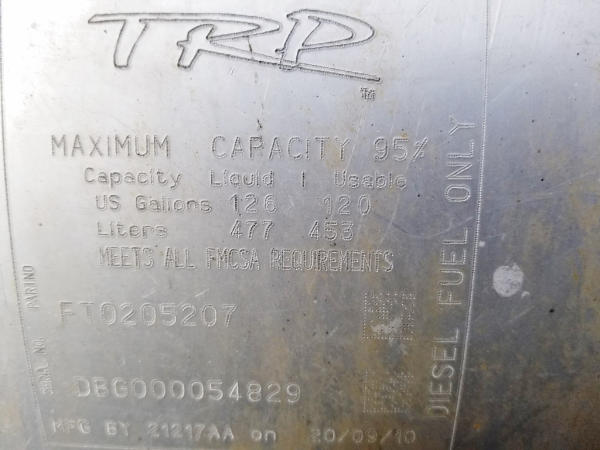 TRP
TM
MAXIMUM CAPACITY 95%
Capacity Liquid | Usable
US Gallons 126 120
Liters 477 453
MEETS ALL FMCSA REQUIREMENTS
PART NO
FT0205207
SERIAL NO.
DBG000054829
MFG BY 21217AA on 20/09/10
DIESEL FUEL ONLY